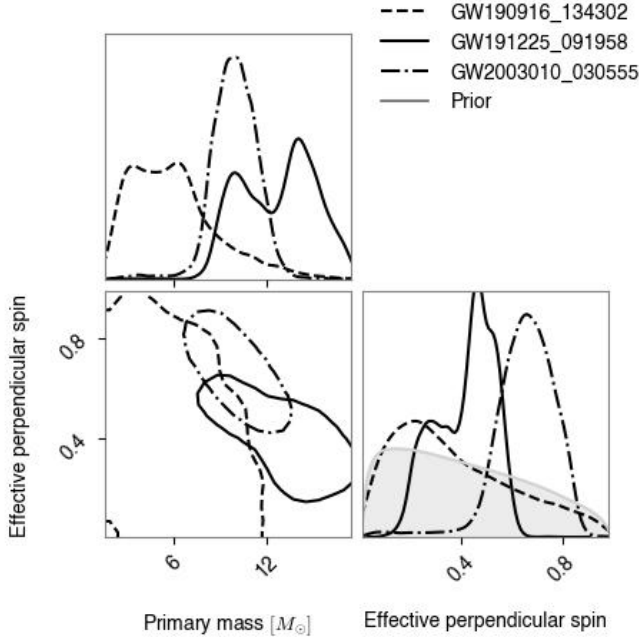 GW190916_134302
GW191225_091958
GW2003010_030555
Prior
Effective perpendicular spin
0.8
0.4
6
12
0.4
0.8
Primary mass [M⊙]
Effective perpendicular spin